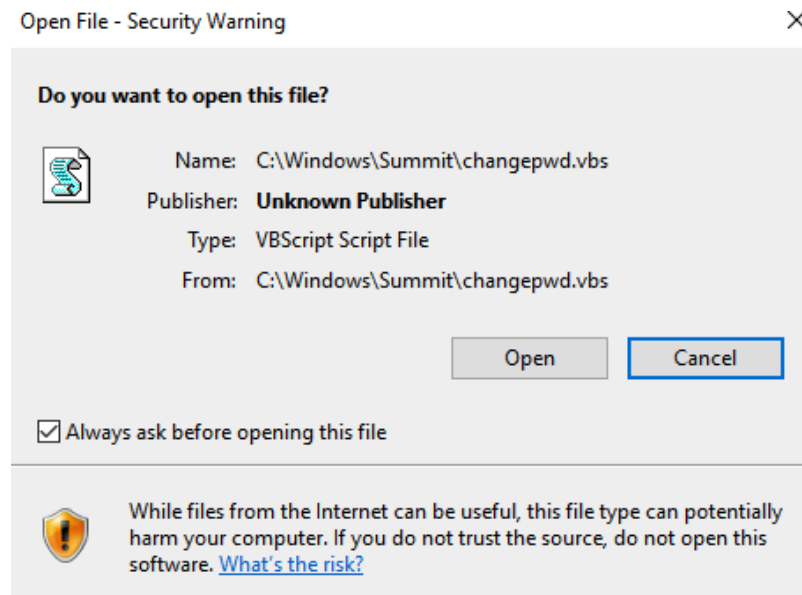 Open File - Security Warning
Do you want to open this file?
Name: C:\Windows\Summit\changepwd.vbs
Publisher: Unknown Publisher
Type: VBScript Script File
From: C:\Windows\Summit\changepwd.vbs
Open Cancel
Always ask before opening this file
While files from the Internet can be useful, this file type can potentially
harm your computer. If you do not trust the source, do not open this
software. What's the risk?